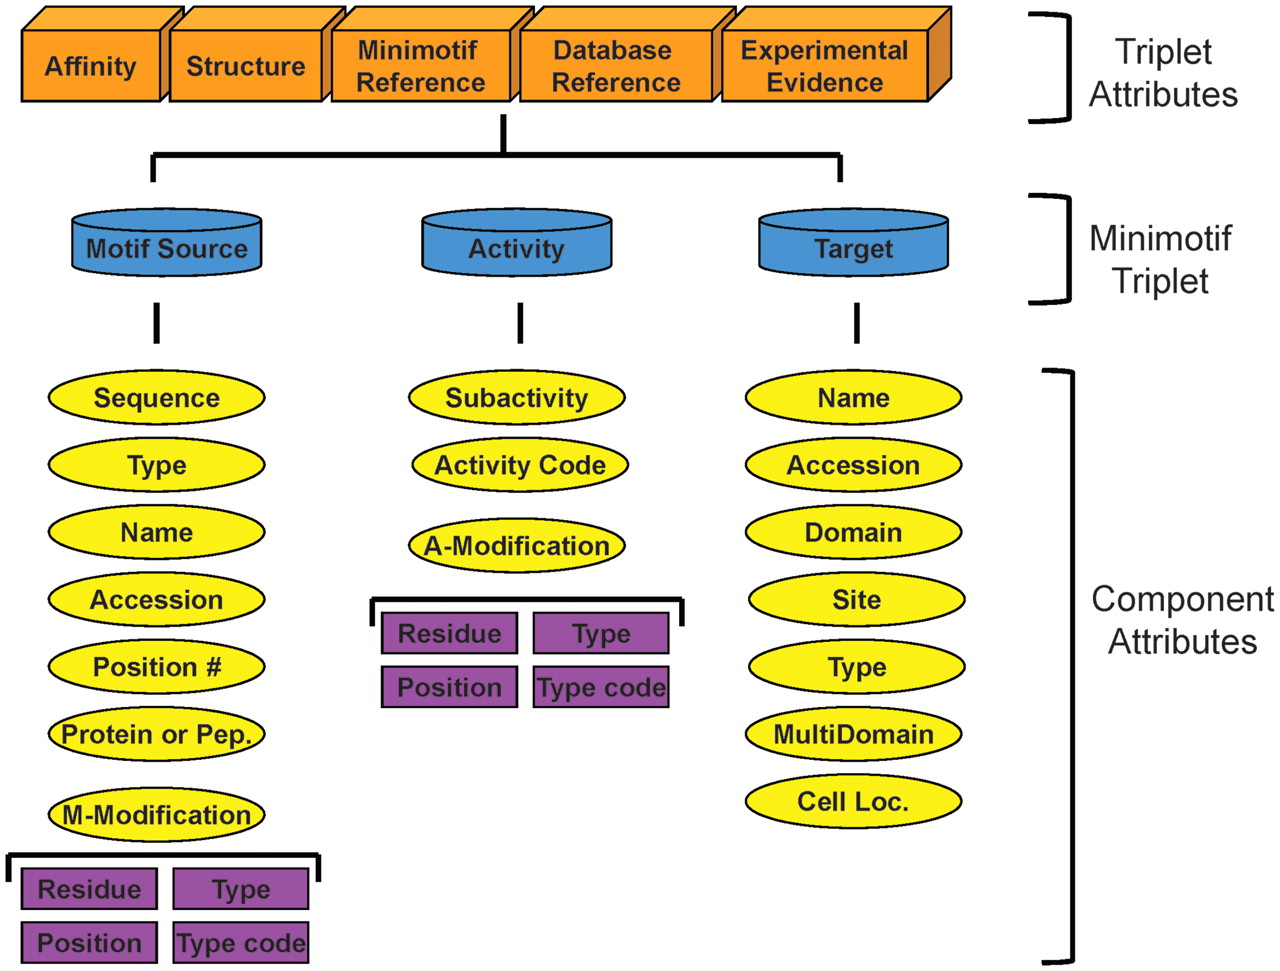 Affinity
Structure
Minimotif
Reference
Database
Reference
Experimental
Evidence
Triplet
Attributes
Motif Source
Activity
Target
Minimotif
Triplet
Sequence
Type
Name
Accession
Position #
Protein or Pep.
M-Modification
Residue
Type
Position
Type code
Subactivity
Activity Code
A-Modification
Residue
Type
Position
Type code
Name
Accession
Domain
Site
Type
MultiDomain
Cell Loc.
Component
Attributes